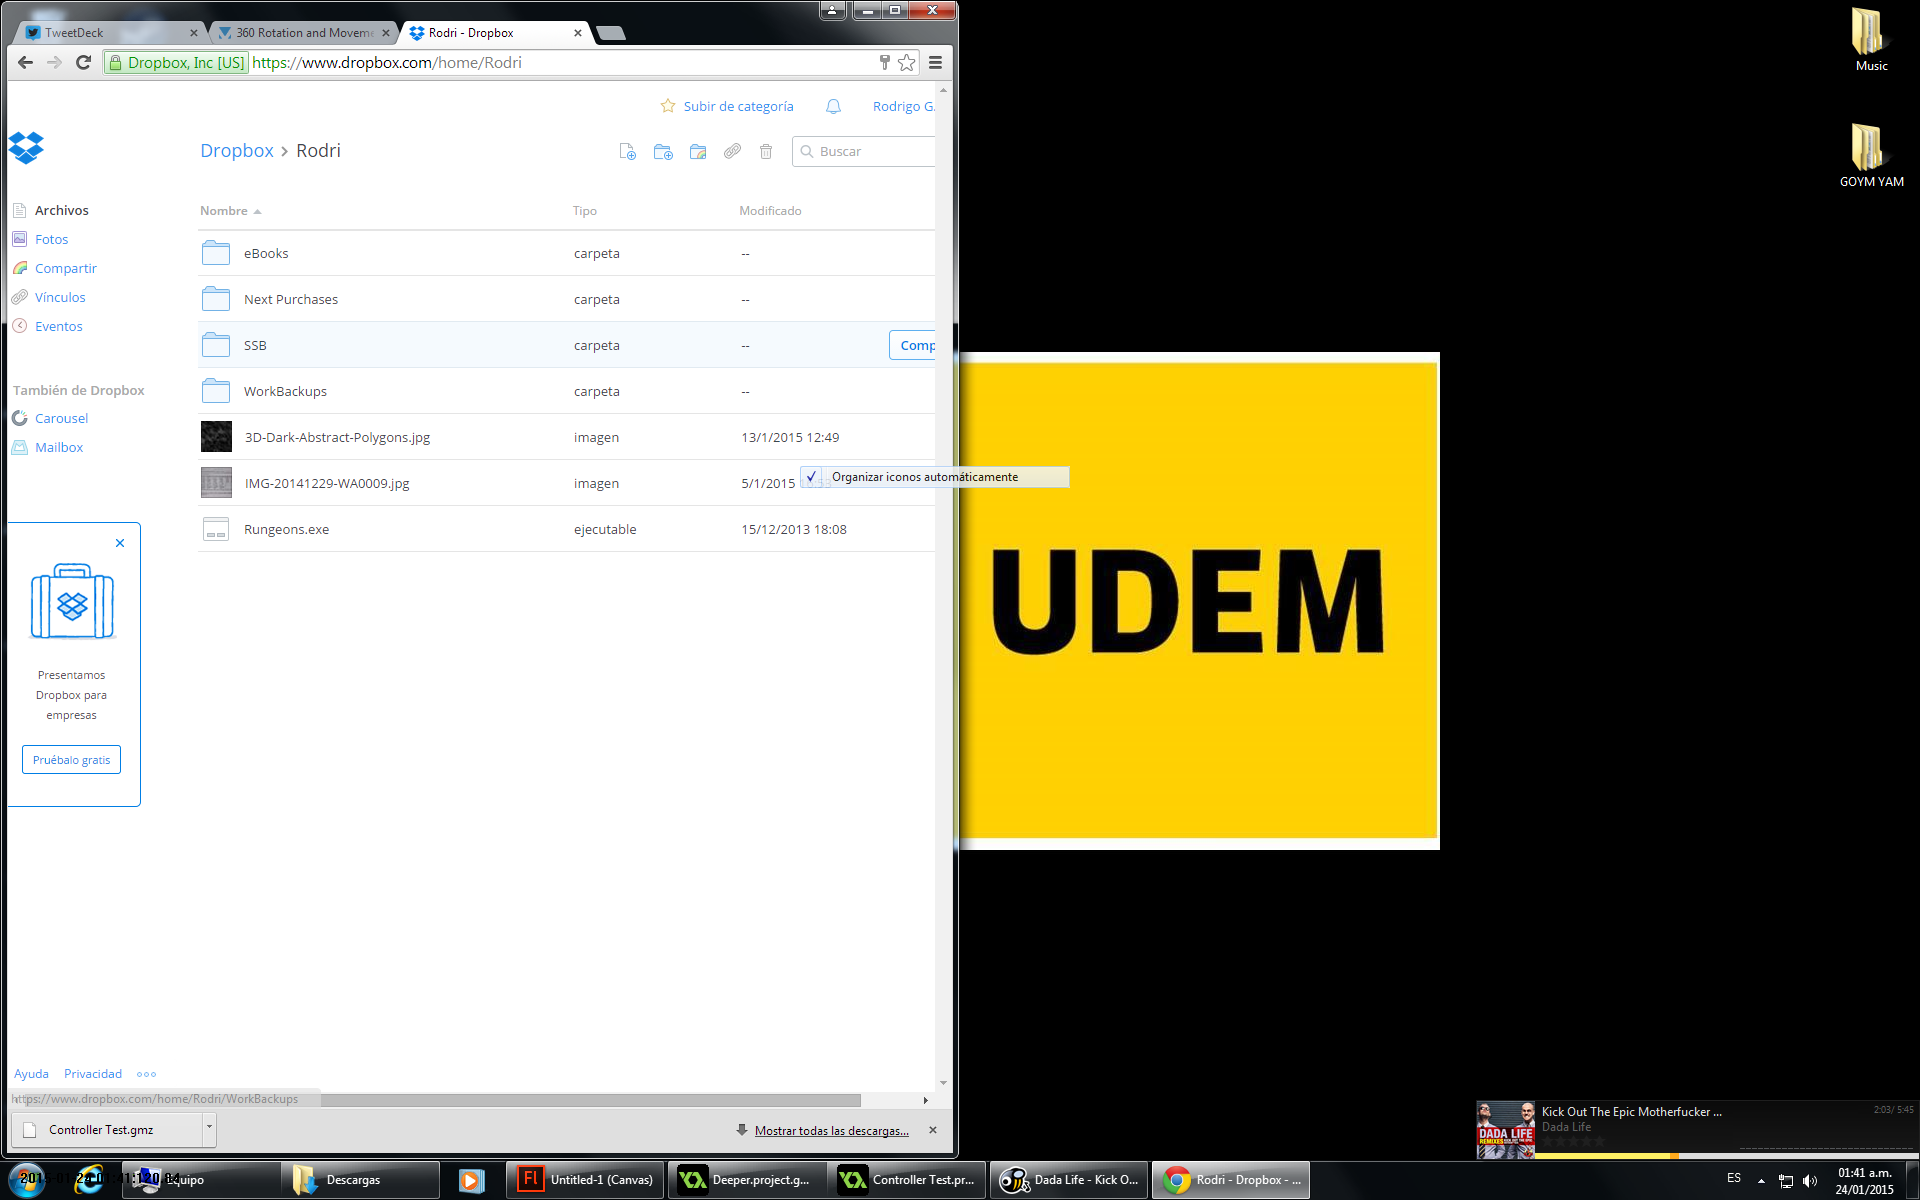 TweetDeck
360 Rotation and Moveme
Rodri - Dropbox
Dropbox, Inc [US] https://www.dropbox.com/home/Rodri
Subir de categoría
Rodrigo G.
Dropbox › Rodri
Buscar
Archivos
Fotos
Compartir
Vínculos
Eventos
También de Dropbox
Carousel
Mailbox
Nombre Tipo Modificado
eBooks carpeta --
Next Purchases carpeta --
SSB carpeta -- Comp
WorkBackups carpeta --
3D-Dark-Abstract-Polygons.jpg imagen 13/1/2015 12:49
IMG-20141229-WA0009.jpg imagen 5/1/2015
Rungeons.exe ejecutable 15/12/2013 18:08
Organizar iconos automáticamente
Presentamos
Dropbox para
empresas
Pruébalo gratis
Ayuda Privacidad
https://www.dropbox.com/home/Rodri/WorkBackups
Controller Test.gmz
Mostrar todas las descargas...
Music
GOYM YAM
UDEM
Kick Out The Epic Motherfucker ...
2:03/ 5:45
Dada Life
DADA LIFE
REMIXES
Equipo
Descargas
Fl Untitled-1 (Canvas)
Deeper.project.g...
Controller Test.pr...
Dada Life - Kick O...
Rodri - Dropbox - ...
ES
01:41 a.m.
24/01/2015